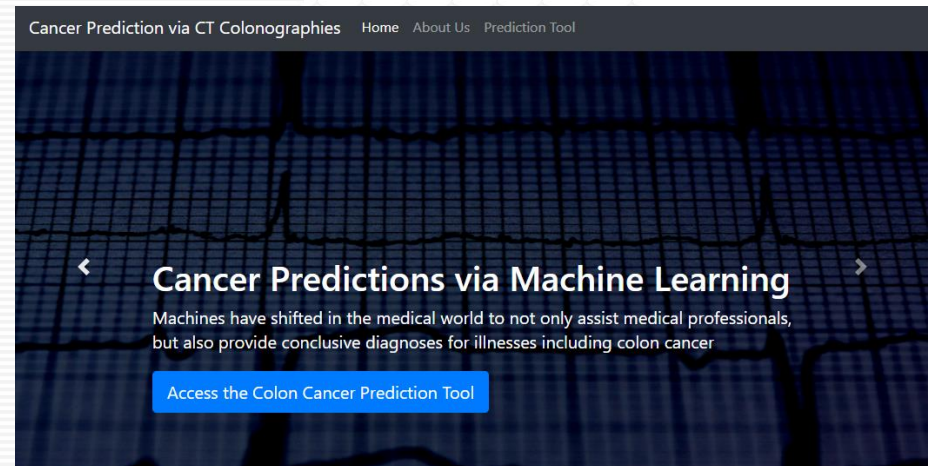 Cancer Prediction via CT Colonographies Home About Us Prediction Tool
Cancer Predictions via Machine Learning
Machines have shifted in the medical world to not only assist medical professionals,
but also provide conclusive diagnoses for illnesses including colon cancer
Access the Colon Cancer Prediction Tool